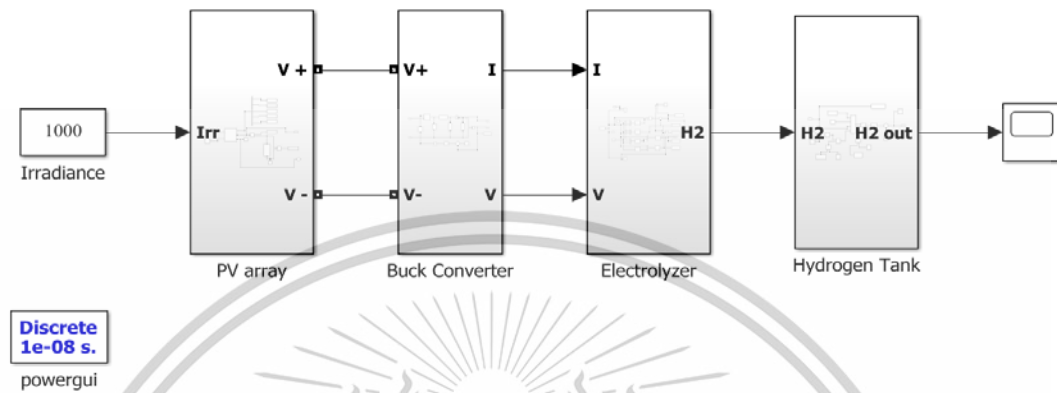 1000
Irradiance
Irr
V +
V -
PV array
V+
V-
I
V
Buck Converter
I
V
H2
Electrolyzer
H2
H2 out
Hydrogen Tank
Discrete
1e-08 s.
powergui